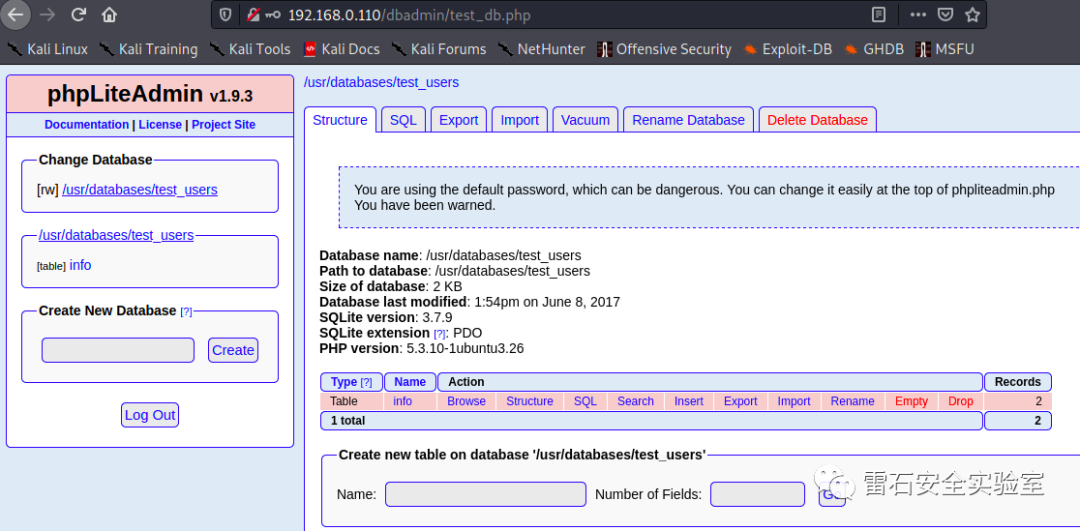 192.168.0.110/dbadmin/test_db.php
Kali Linux Kali Training Kali Tools Kali Docs Kali Forums NetHunter Offensive Security Exploit-DB GHDB MSFU
phpLiteAdmin v1.9.3
Documentation | License | Project Site
Change Database
[rw] /usr/databases/test_users
/usr/databases/test_users
[table] info
Create New Database [?]
Create
Log Out
/usr/databases/test_users
Structure SQL Export Import Vacuum Rename Database Delete Database
You are using the default password, which can be dangerous. You can change it easily at the top of phpliteadmin.php
You have been warned.
Database name: /usr/databases/test_users
Path to database: /usr/databases/test_users
Size of database: 2 KB
Database last modified: 1:54pm on June 8, 2017
SQLite version: 3.7.9
SQLite extension [?]: PDO
PHP version: 5.3.10-1ubuntu3.26
Type [?] Name Action Records
Table info Browse Structure SQL Search Insert Export Import Rename Empty Drop 2
1 total 2
Create new table on database '/usr/databases/test_users'
Name: Number of Fields:
雷石安全实验室